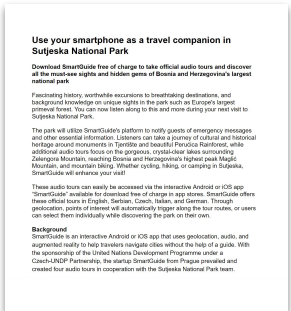 Use your smartphone as a travel companion in
Sutjeska National Park
Download SmartGuide free of charge to take official audio tours and discover
all the must-see sights and hidden gems of Bosnia and Herzegovina's largest
national park
Fascinating history, worthwhile excursions to breathtaking destinations, and
background knowledge on unique sights in the park such as Europe's largest
primeval forest. You can now listen along to this and more during your next visit to
Sutjeska National Park.
The park will utilize SmartGuide's platform to notify guests of emergency messages
and other essential information. Listeners can take a journey of cultural and historical
heritage around monuments in Tjentište and beautiful Perućica Rainforest, while
additional audio tours focus on the gorgeous, crystal-clear lakes surrounding
Zelengora Mountain, reaching Bosnia and Herzegovina's highest peak Maglić
Mountain, and mountain biking. Whether cycling, hiking, or camping in Sutjeska,
SmartGuide will enhance your visit!
These audio tours can easily be accessed via the interactive Android or iOS app
"SmartGuide" available for download free of charge in app stores. SmartGuide offers
these official tours in English, Serbian, Czech, Italian, and German. Through
geolocation, points of interest will automatically trigger along the tour routes, or users
can select them individually while discovering the park on their own.
Background
SmartGuide is an interactive Android or iOS app that uses geolocation, audio, and
augmented reality to help travelers navigate cities without the help of a guide. With
the sponsorship of the United Nations Development Programme under a
Czech-UNDP Partnership, the startup SmartGuide from Prague prevailed and
created four audio tours in cooperation with the Sutjeska National Park team.